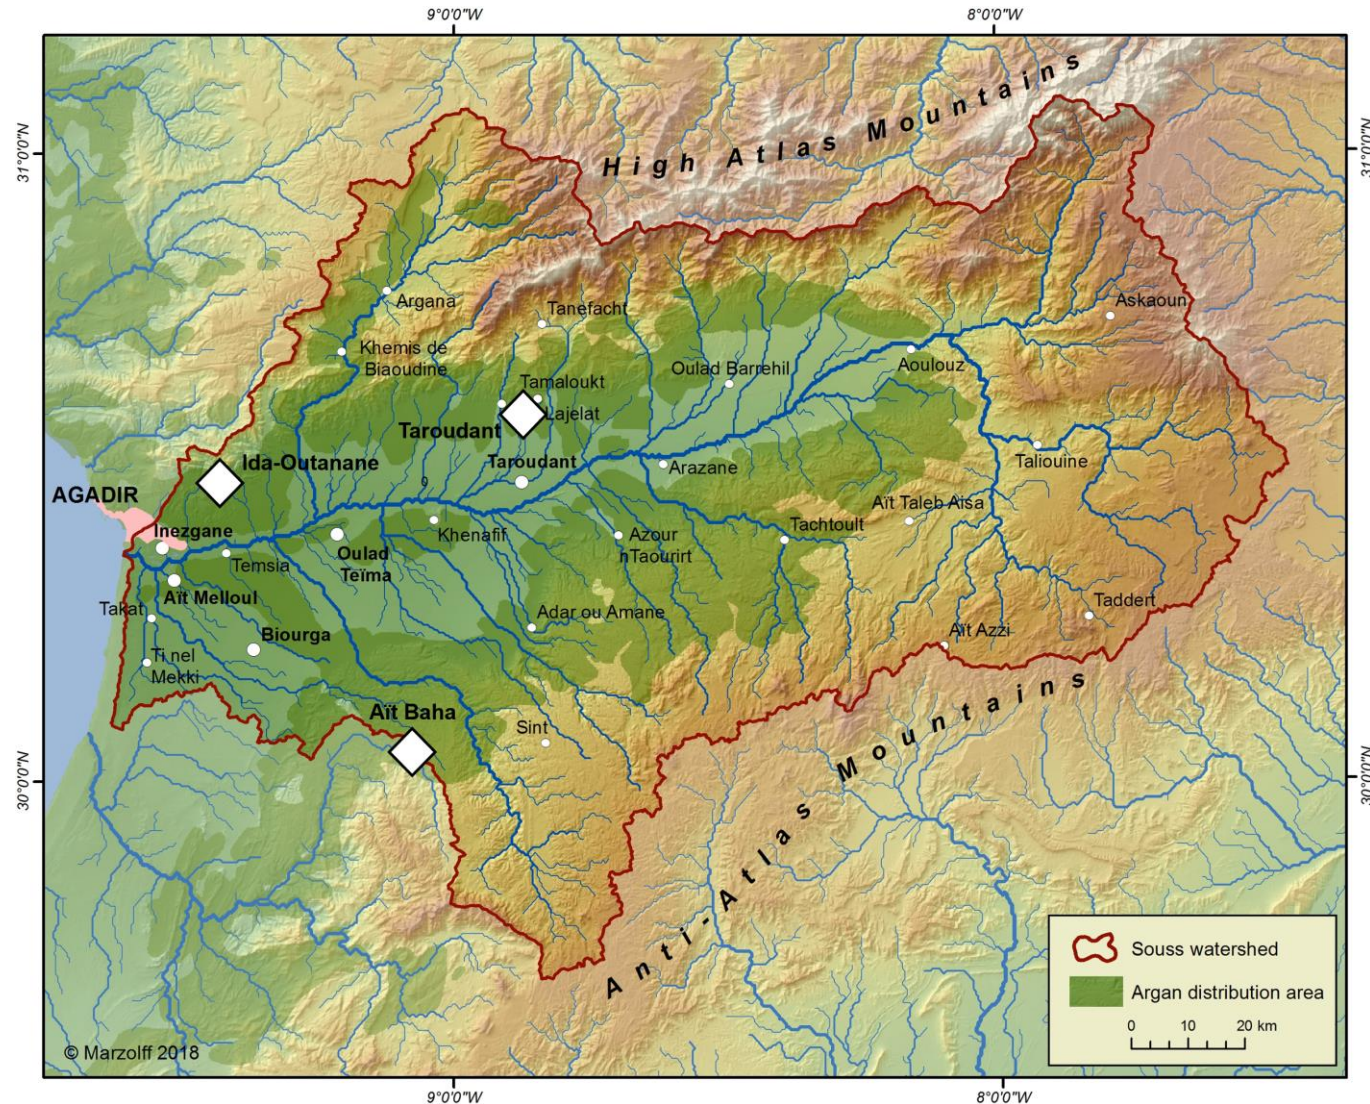 9°0'0"W
8°0'0"W
31°0'0"N
31°0'0"N
High Atlas Mountains
Argana
Askaoun
Tanefacht
Khemis de
Biaoudine
Oulad Barrehil
Aoulouz
Tamaloukt
Lajelat
Taroudant
Taroudant
Ida-Outanane
Arazane
Taliouine
AGADIR
Aït Taleb Aisa
Inezgane
Khenafif
Azour
nTaourirt
Tachtoult
Oulad
Teïma
Temsia
Aït Melloul
Takat
Adar ou Amane
Taddert
Biourga
Aït Azzi
Ti nel
Mekki
Aït Baha
Sint
Anti-Atlas Mountains
30°0'0"N
30°0'0"N
Souss watershed
Argan distribution area
0 10 20 km
© Marzolff 2018
9°0'0"W
8°0'0"W